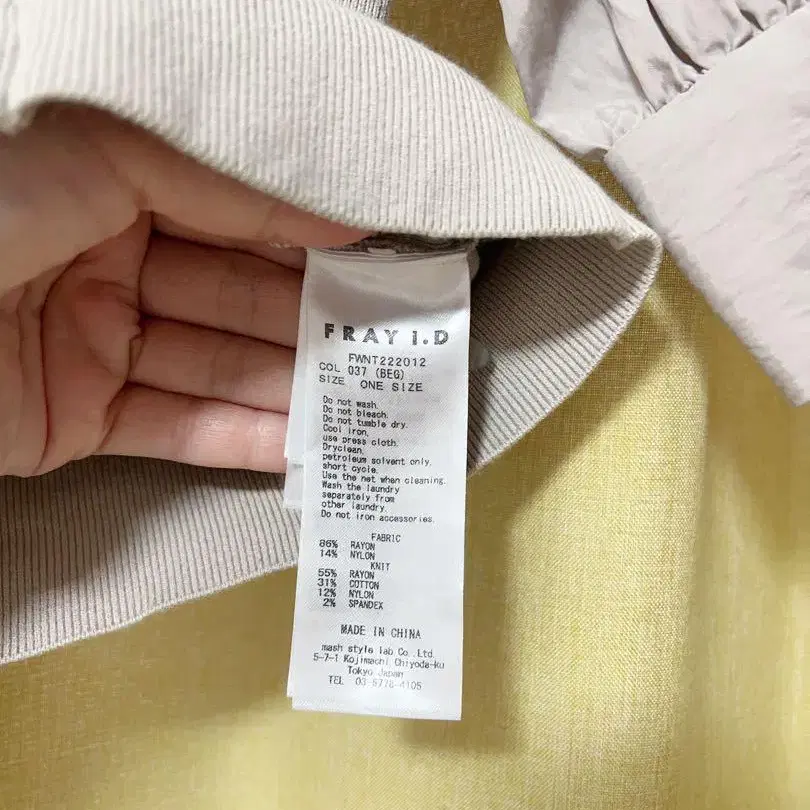 FRAY I.D
FWNT222012
COL 037 (BEG)
SIZE ONE SIZE
Do not wash.
Do not bleach.
Do not tumble dry.
Cool iron,
use press cloth.
Dryclean,
petroleum solvent only,
short cycle.
Use the net when cleaning.
Wash the laundry
separately from
other laundry.
Do not iron accessories.
FABRIC
86% RAYON
14% NYLON
KNIT
55% RAYON
31% COTTON
12% NYLON
2% SPANDEX
MADE IN CHINA
mash style lab Co., Ltd.
5-7-1 Kojimachi Chiyoda-ku
Tokyo Japan
TEL 03-5778-4105